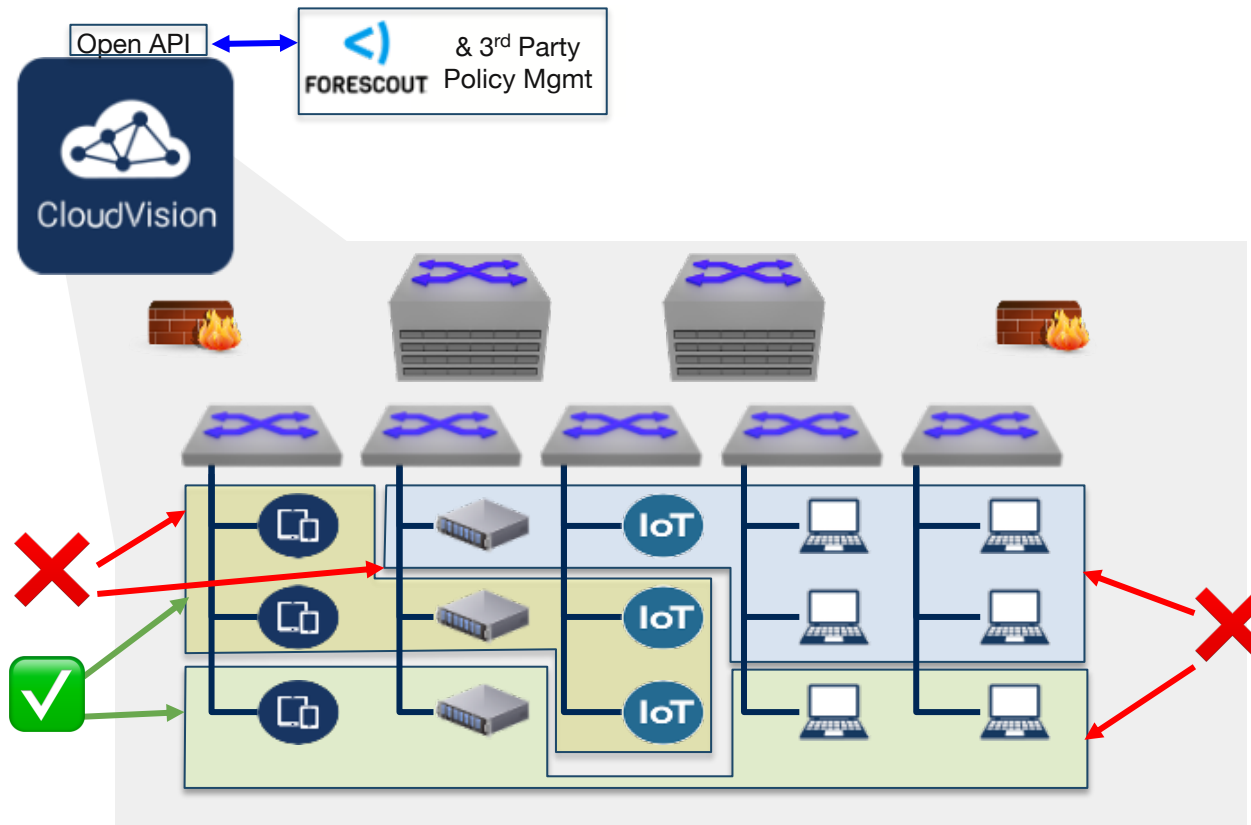 Open API
FORESCOUT
& 3rd Party
Policy Mgmt
CloudVision
IoT
IoT
IoT